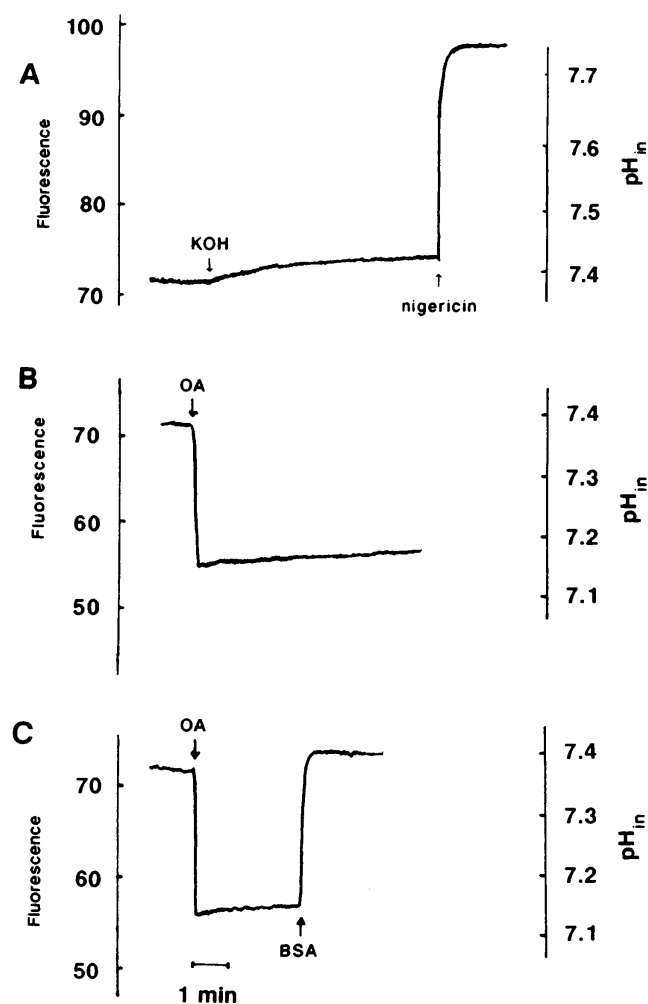 A
Fluorescence
100
90
80
70
KOH
nigericin
7.7
7.6
7.5
7.4
pHin
B
Fluorescence
70
60
50
OA
7.4
7.3
7.2
7.1
pHin
C
Fluorescence
70
60
50
OA
BSA
1 min
7.4
7.3
7.2
7.1
pHin